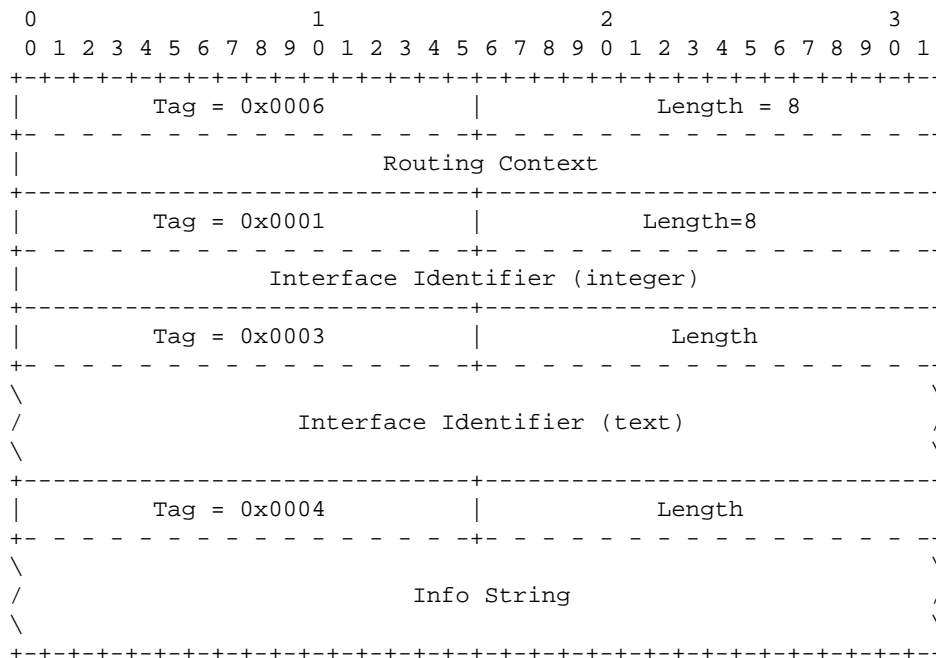 0                   1                   2                   3
0 1 2 3 4 5 6 7 8 9 0 1 2 3 4 5 6 7 8 9 0 1 2 3 4 5 6 7 8 9 0 1
Tag = 0x0006 Length = 8
Routing Context
Tag = 0x0001 Length=8
Interface Identifier (integer)
Tag = 0x0003 Length
Interface Identifier (text)
Tag = 0x0004 Length
Info String